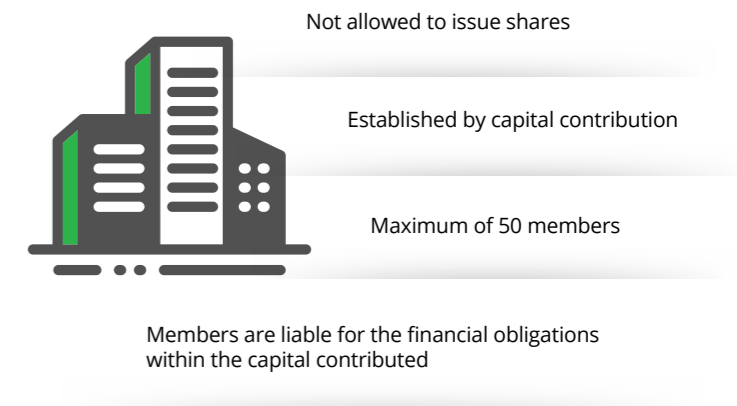 Not allowed to issue shares
Established by capital contribution
Maximum of 50 members
Members are liable for the financial obligations
within the capital contributed